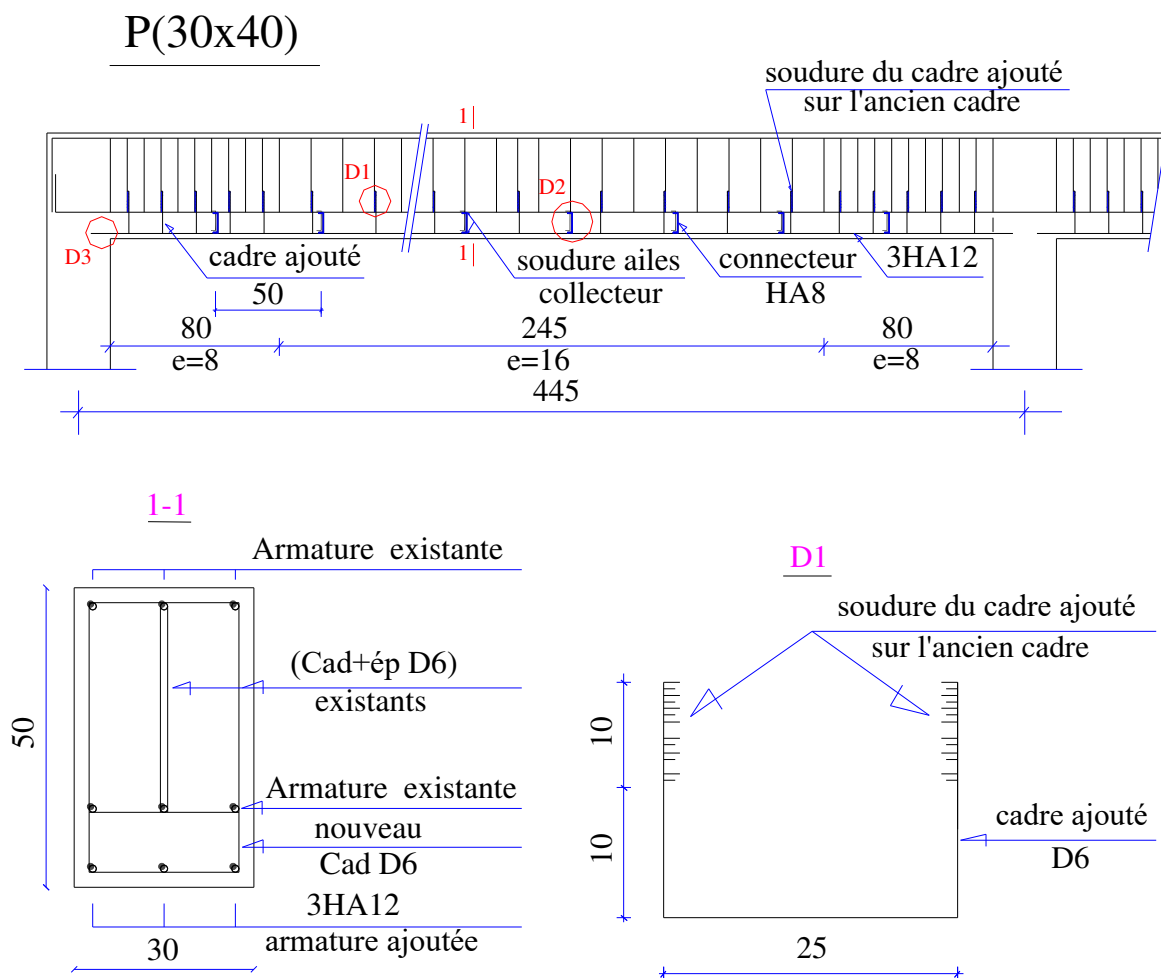 P(30x40)
soudure du cadre ajouté
sur l'ancien cadre
1
D1
D2
D3
cadre ajouté
1
soudure ailes
collecteur
connecteur
HA8
3HA12
50
80
e=8
245
e=16
80
e=8
445
1-1
Armature existante
(Cad+ép D6)
existants
50
Armature existante
nouveau
Cad D6
3HA12
armature ajoutée
30
D1
soudure du cadre ajouté
sur l'ancien cadre
10
10
cadre ajouté
D6
25